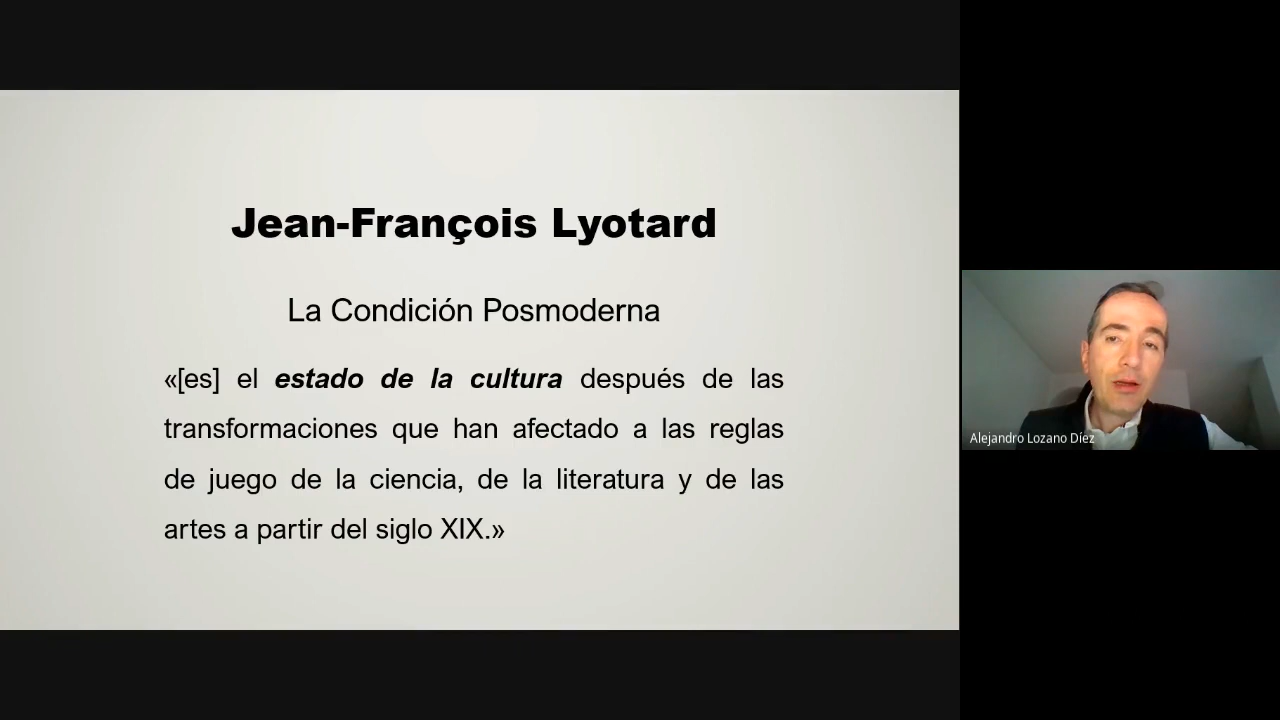 Jean-François Lyotard
La Condición Posmoderna
«[es] el estado de la cultura después de las
transformaciones que han afectado a las reglas
de juego de la ciencia, de la literatura y de las
artes a partir del siglo XIX.»
Alejandro Lozano Díez